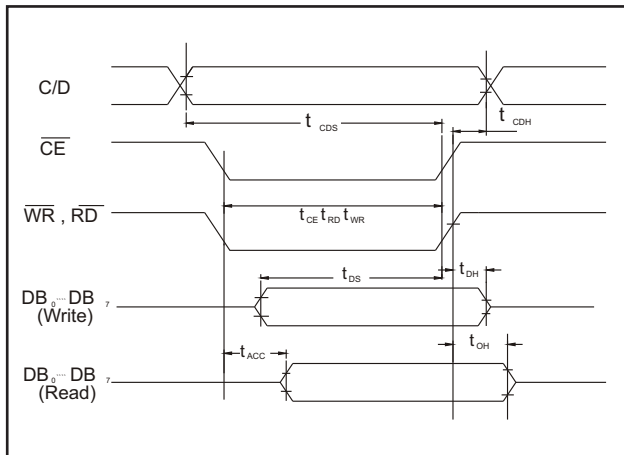 C/D
t CDS
t CDH
CE
WR , RD
t CE t RD t WR
t DS
t DH
DB 0 .... DB 7
(Write)
t ACC
t OH
DB 0 .... DB 7
(Read)